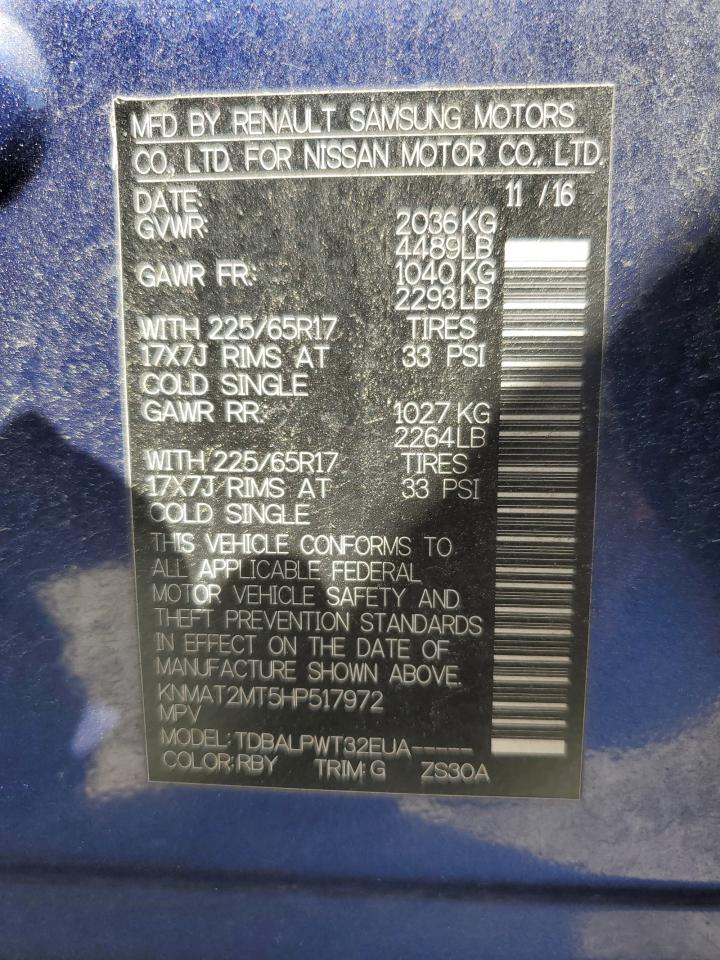 MFD BY RENAULT SAMSUNG MOTORS
CO., LTD. FOR NISSAN MOTOR CO., LTD.
DATE: 11 / 16
GVWR: 2036 KG
4489 LB
GAWR FR: 1040 KG
2293 LB
WITH 225/65R17 TIRES
17X7J RIMS AT 33 PSI
COLD SINGLE
GAWR RR: 1027 KG
2264 LB
WITH 225/65R17 TIRES
17X7J RIMS AT 33 PSI
COLD SINGLE
THIS VEHICLE CONFORMS TO
ALL APPLICABLE FEDERAL
MOTOR VEHICLE SAFETY AND
THEFT PREVENTION STANDARDS
IN EFFECT ON THE DATE OF
MANUFACTURE SHOWN ABOVE.
KNMAT2MT5HP517972
MPV
MODEL: TDBALPWT32EUA-----
COLOR:RBY TRIM:G ZS30A